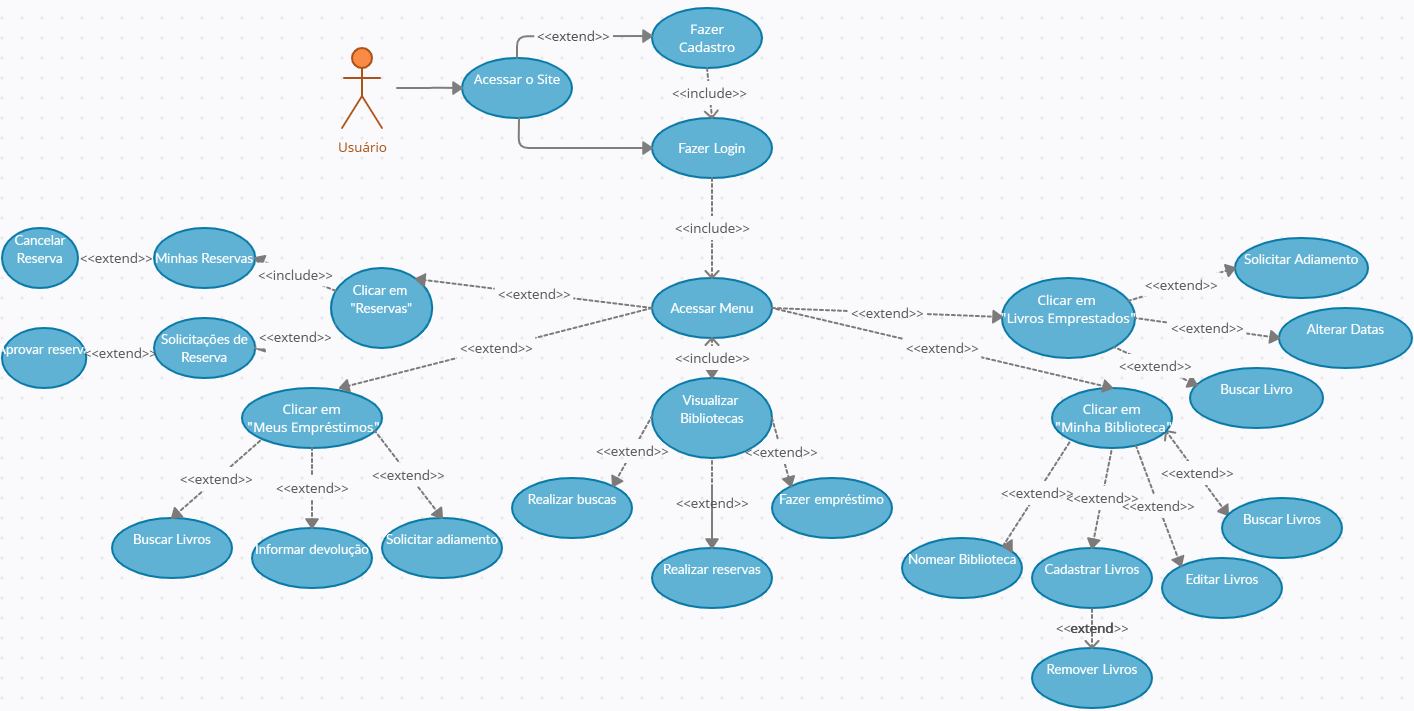 Fazer
Cadastro
<<extend>>
Acessar o Site
<<include>>
Usuário
Fazer Login
<<include>>
Cancelar
Reserva
<<extend>>
Minhas Reservas
<<include>>
Clicar em
"Reservas"
<<extend>>
Acessar Menu
<<extend>>
Clicar em
"Livros Emprestados"
<<extend>>
Solicitar Adiamento
<<extend>>
Alterar Datas
<<extend>>
Buscar Livro
Aprovar reserva
<<extend>>
Solicitações de
Reserva
<<extend>>
<<extend>>
<<include>>
<<extend>>
Clicar em
"Meus Empréstimos"
Visualizar
Bibliotecas
Clicar em
"Minha Biblioteca"
<<extend>>
<<extend>>
<<extend>>
<<extend>>
<<extend>>
<<extend>>
<<extend>>
<<extend>>
<<extend>>
<<extend>>
Buscar Livros
Informar devolução
Solicitar adiamento
Realizar buscas
Fazer empréstimo
Realizar reservas
Nomear Biblioteca
Cadastrar Livros
Editar Livros
Buscar Livros
<<extend>>
Remover Livros